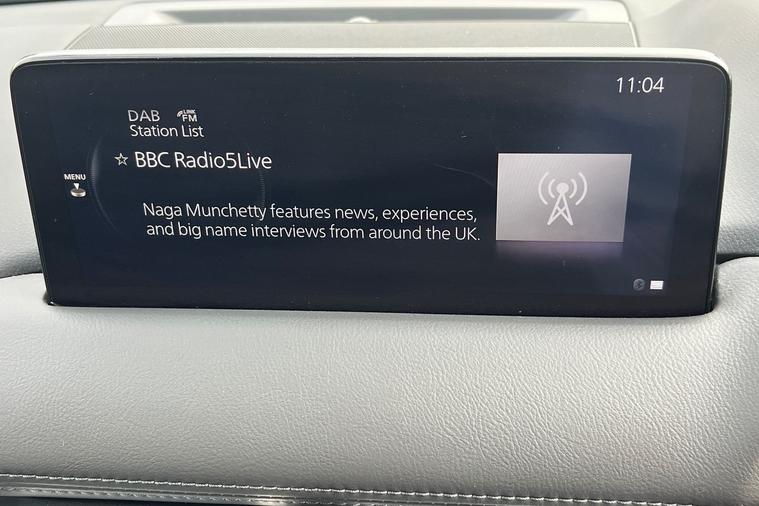 11:04
DAB LINK FM
Station List
☆ BBC Radio5Live
MENU
Naga Munchetty features news, experiences,
and big name interviews from around the UK.